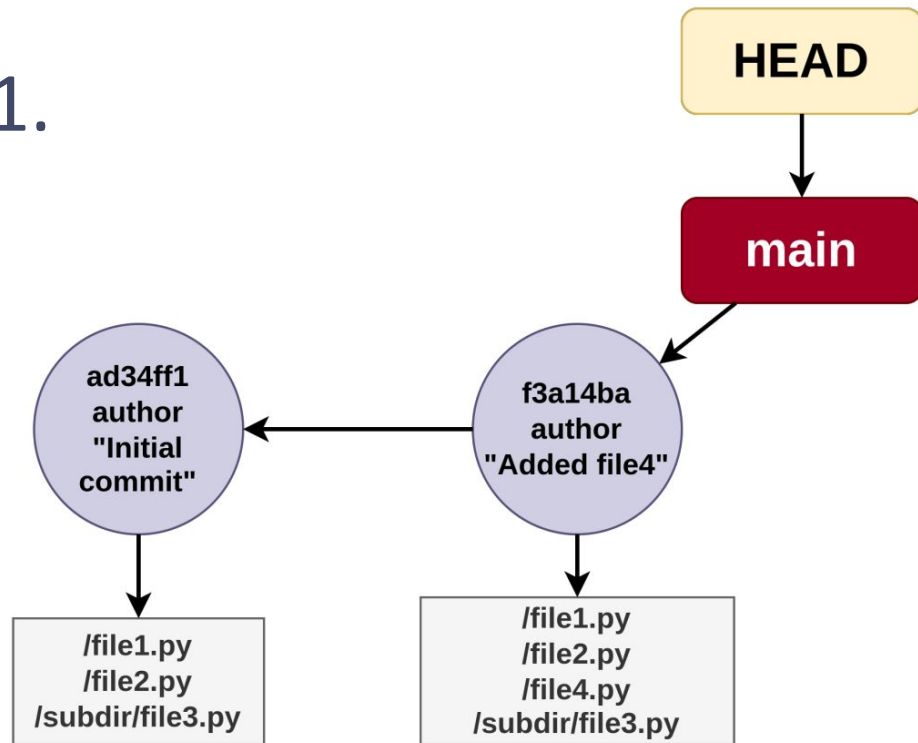 1.
HEAD
main
ad34ff1
author
"Initial
commit"
f3a14ba
author
"Added file4"
/file1.py
/file2.py
/subdir/file3.py
/file1.py
/file2.py
/file4.py
/subdir/file3.py